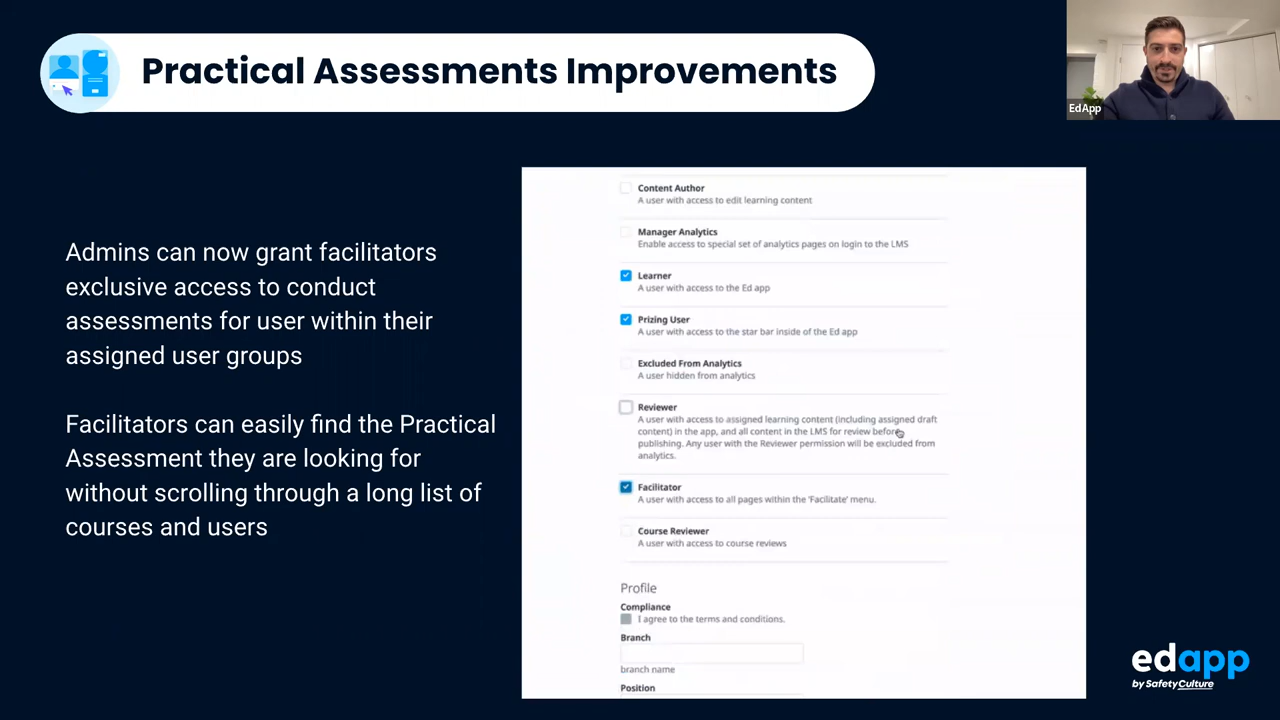 Practical Assessments Improvements
EdApp
Admins can now grant facilitators
exclusive access to conduct
assessments for user within their
assigned user groups
Facilitators can easily find the Practical
Assessment they are looking for
without scrolling through a long list of
courses and users
Content Author
A user with access to edit learning content
Manager Analytics
Enable access to special set of analytics pages on login to the LMS
Learner
A user with access to the Ed app
Prizing User
A user with access to the star bar inside of the Ed app
Excluded From Analytics
A user hidden from analytics
Reviewer
A user with access to assigned learning content (including assigned draft
content) in the app, and all content in the LMS for review before
publishing. Any user with the Reviewer permission will be excluded from
analytics.
Facilitator
A user with access to all pages within the 'Facilitate' menu.
Course Reviewer
A user with access to course reviews
Profile
Compliance
I agree to the terms and conditions.
Branch
branch name
Position
edapp
by SafetyCulture